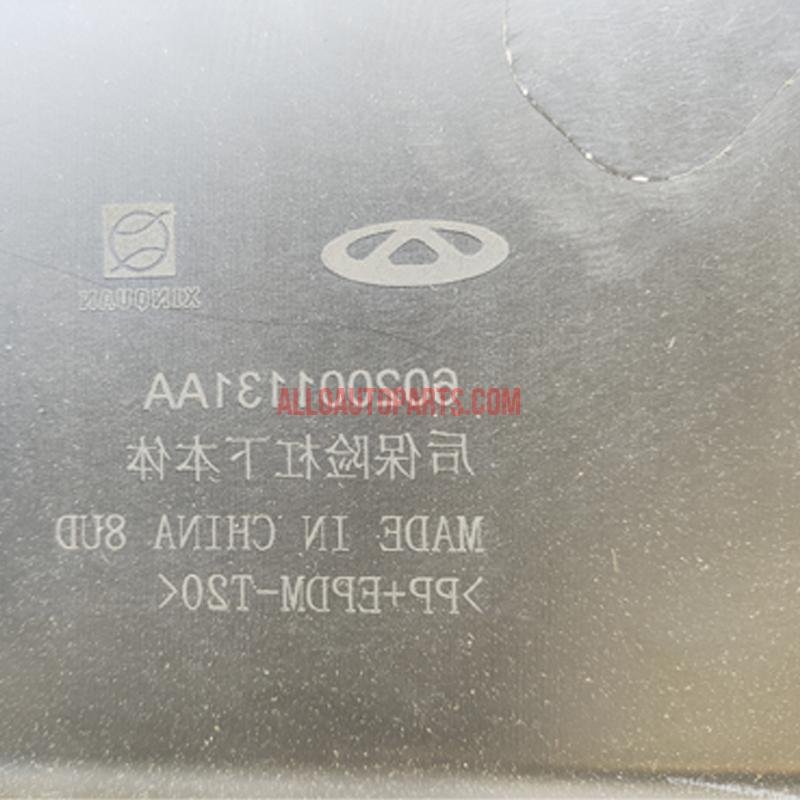 XINQUAN
602001131AA
ALLOAUTOPARTS.COM
后保险杠下本体
MADE IN CHINA 8UD
>PP+EPDM-T20<